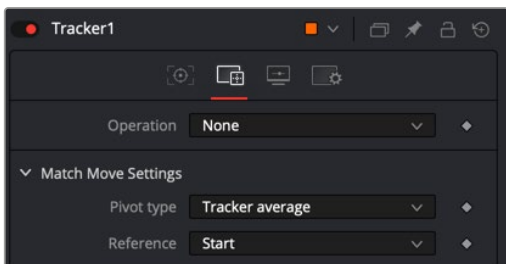 Tracker1
Operation None
Match Move Settings
Pivot type Tracker average
Reference Start